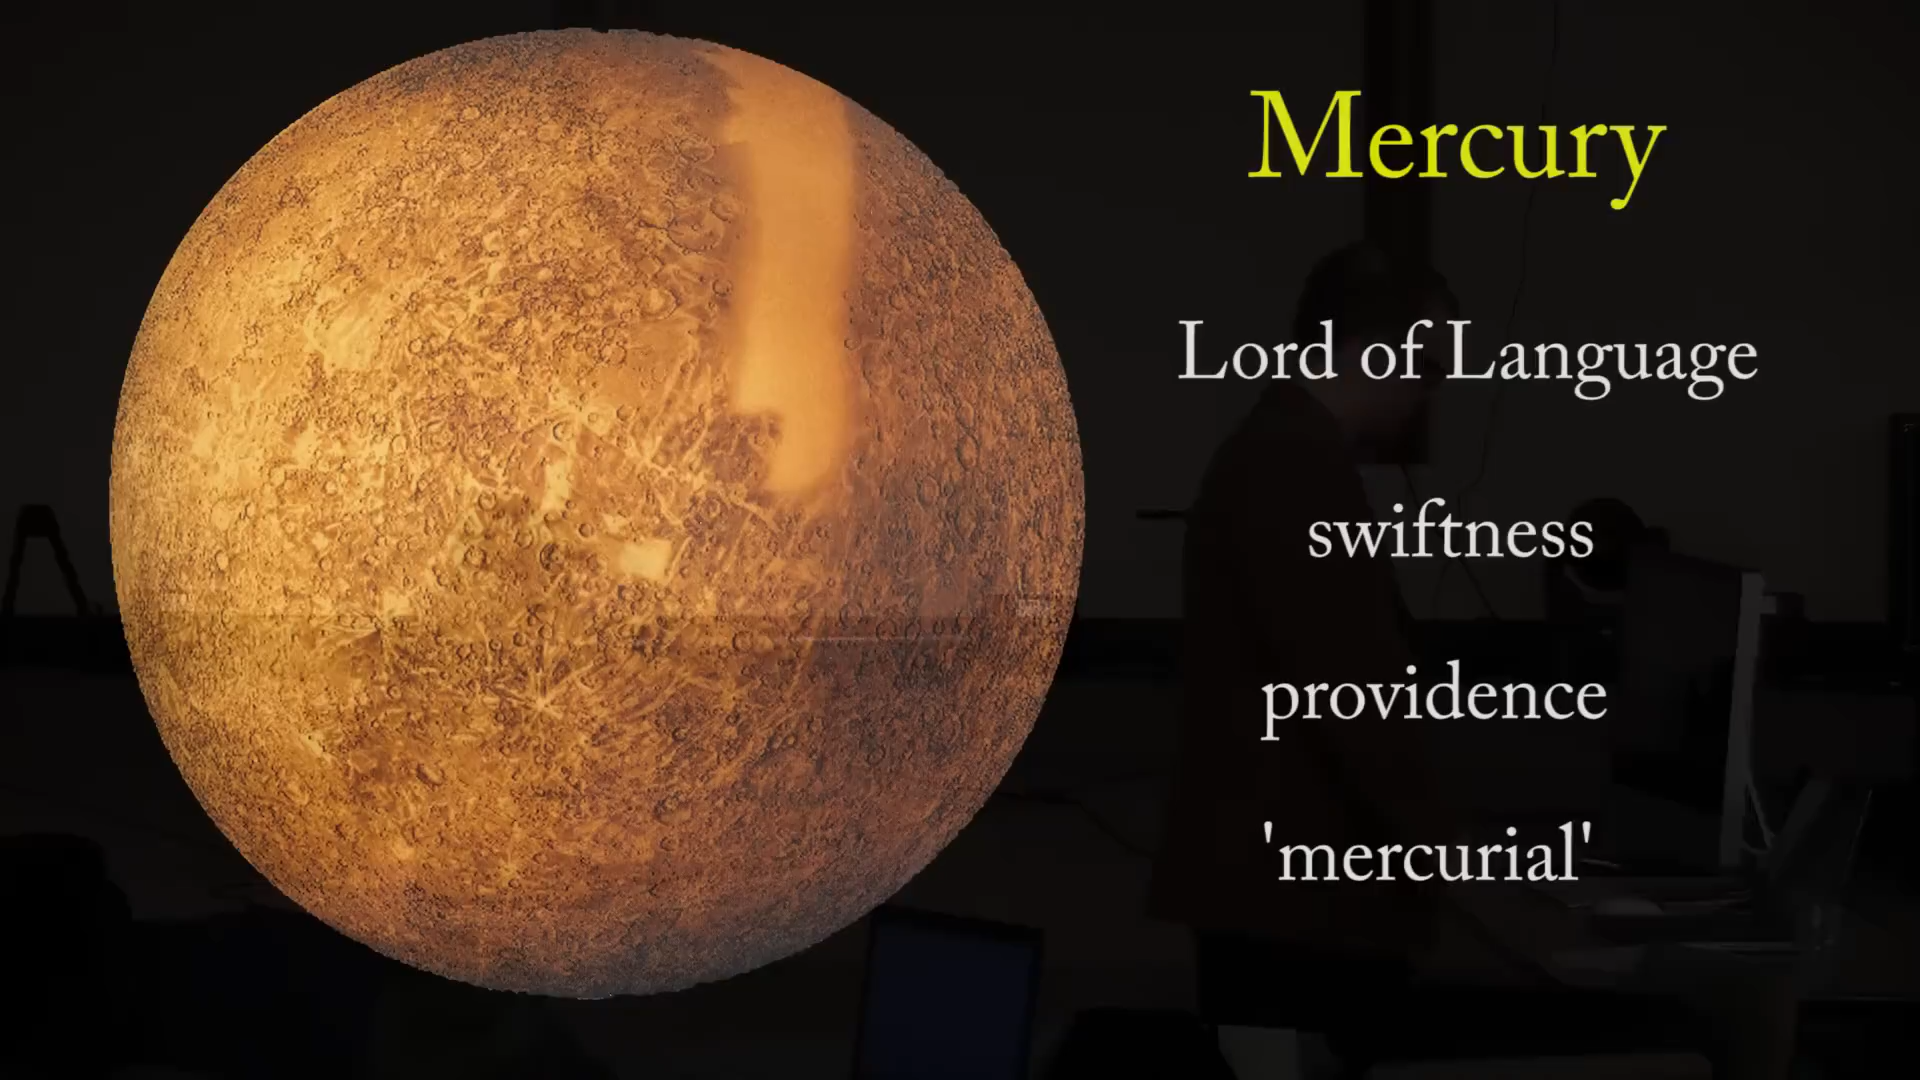 Mercury
Lord of Language
swiftness
providence
'mercurial'